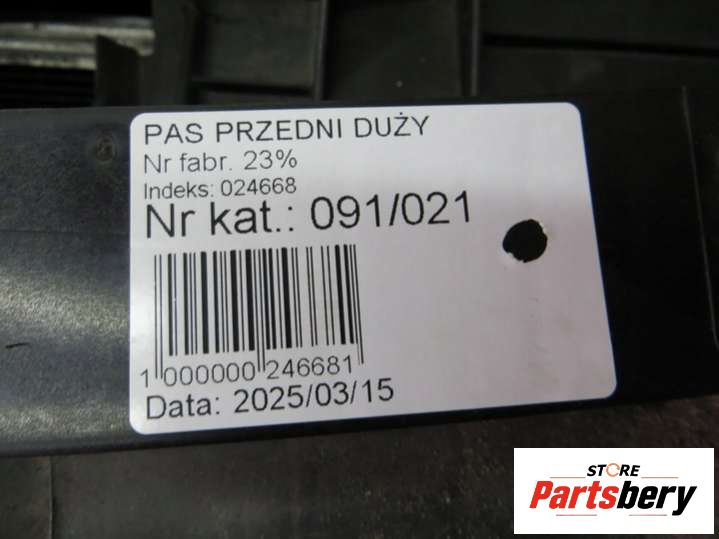 PAS PRZEDNI DUŻY
Nr fabr. 23%
Indeks: 024668
Nr kat.: 091/021
1 000000 246681
Data: 2025/03/15
STORE
Partsbery